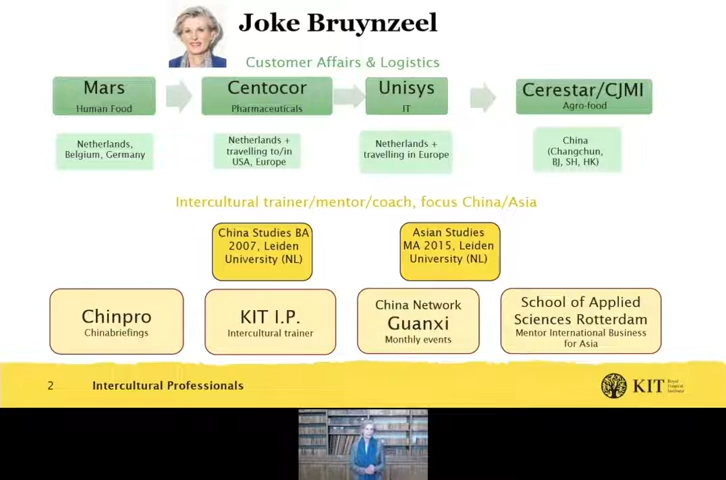 Joke Bruynzeel
Customer Affairs & Logistics
Mars
Human Food
Centocor
Pharmaceuticals
Unisys
IT
Cerestar/CJMI
Agro-food
Netherlands,
Belgium, Germany
Netherlands +
travelling to/in
USA, Europe
Netherlands +
travelling in Europe
China
(Changchun,
BJ, SH, HK)
Intercultural trainer/mentor/coach, focus China/Asia
China Studies BA
2007, Leiden
University (NL)
Asian Studies
MA 2015, Leiden
University (NL)
Chinpro
Chinabriefings
KIT I.P.
Intercultural trainer
China Network
Guanxi
Monthly events
School of Applied
Sciences Rotterdam
Mentor International Business
for Asia
2
Intercultural Professionals
KIT
Royal
Tropical
Institute